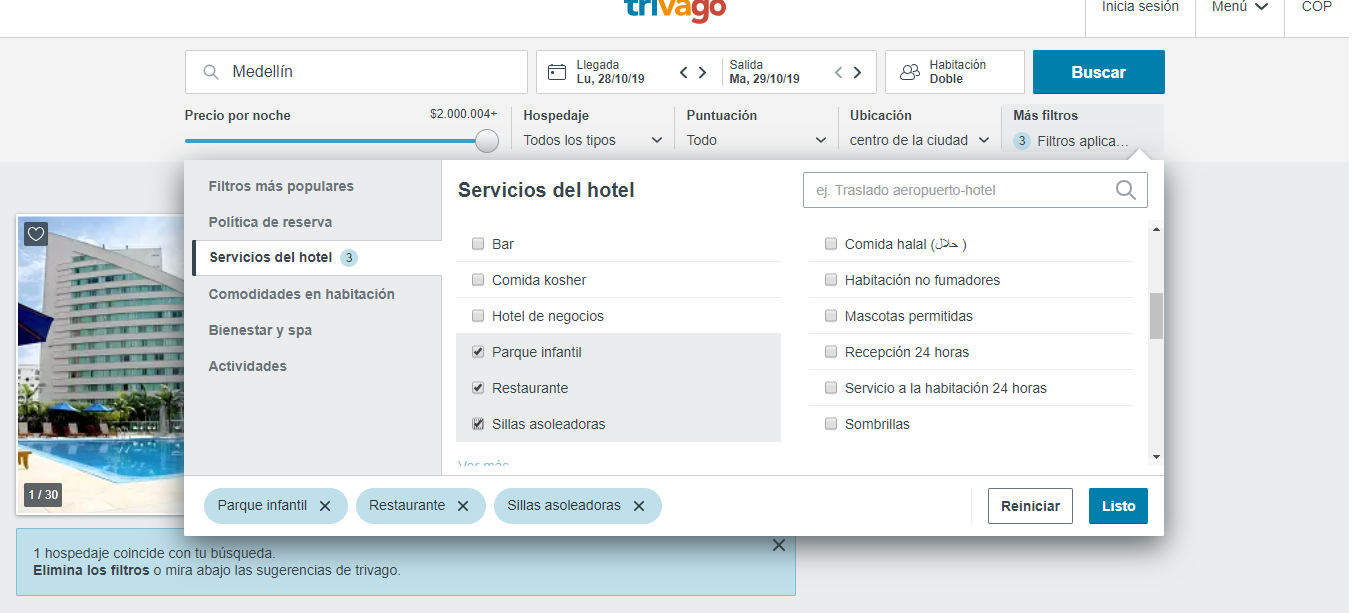 trivago
Inicia sesión
Menú
COP
Medellín
Llegada
Lu, 28/10/19
Salida
Ma, 29/10/19
Habitación
Doble
Buscar
Precio por noche
$2.000.004+
Hospedaje
Todos los tipos
Puntuación
Todo
Ubicación
centro de la ciudad
Más filtros
3 Filtros aplica...
Filtros más populares
Política de reserva
Servicios del hotel 3
Comodidades en habitación
Bienestar y spa
Actividades
Servicios del hotel
ej. Traslado aeropuerto-hotel
Bar
Comida kosher
Hotel de negocios
Parque infantil
Restaurante
Sillas asoleadoras
Ver más
Comida halal (حلال )
Habitación no fumadores
Mascotas permitidas
Recepción 24 horas
Servicio a la habitación 24 horas
Sombrillas
Parque infantil
Restaurante
Sillas asoleadoras
Reiniciar
Listo
1 / 30
1 hospedaje coincide con tu búsqueda.
Elimina los filtros o mira abajo las sugerencias de trivago.